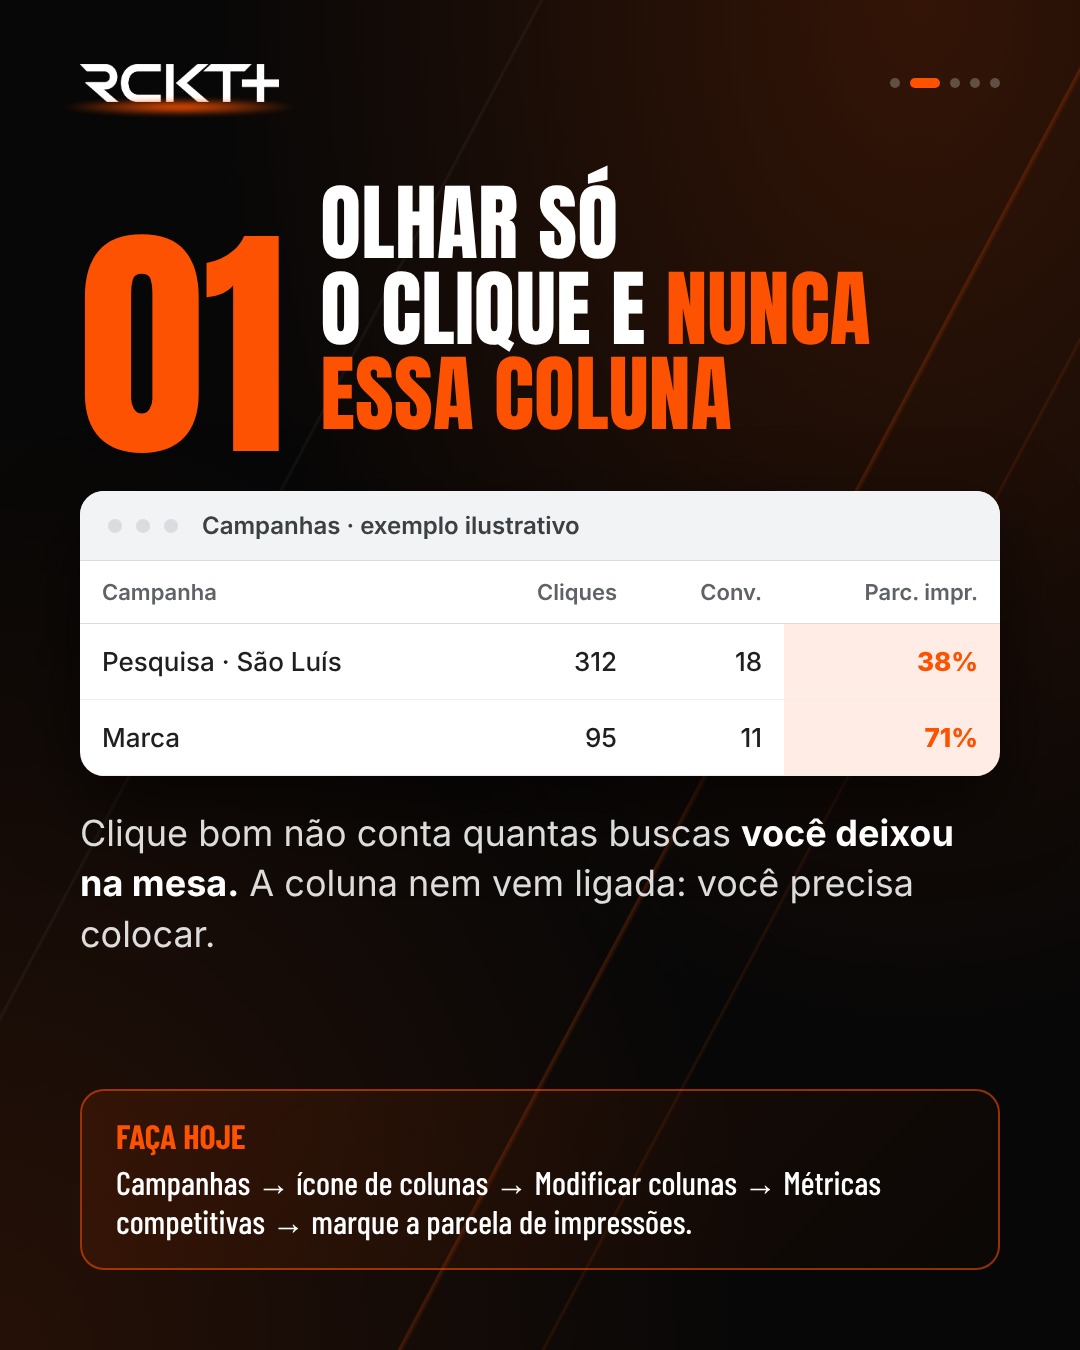 RCKT+
01
OLHAR SÓ
O CLIQUE E NUNCA
ESSA COLUNA
Campanhas · exemplo ilustrativo
Campanha Cliques Conv. Parc. impr.
Pesquisa · São Luís 312 18 38%
Marca 95 11 71%
Clique bom não conta quantas buscas você deixou
na mesa. A coluna nem vem ligada: você precisa
colocar.
FAÇA HOJE
Campanhas → ícone de colunas → Modificar colunas → Métricas
competitivas → marque a parcela de impressões.